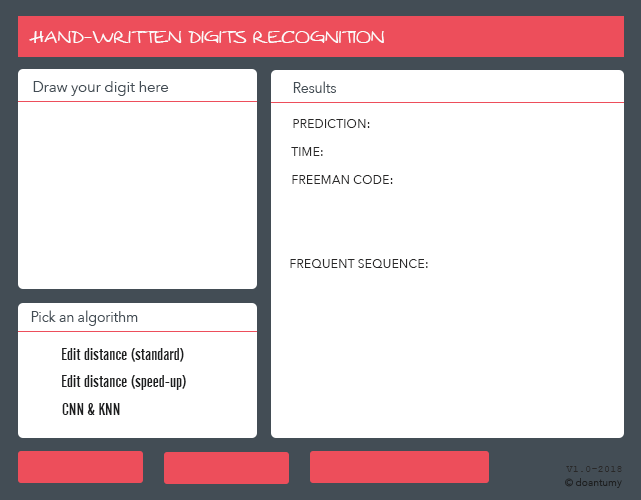 HAND-WRITTEN DIGITS RECOGNITION
Draw your digit here
Results
PREDICTION:
TIME:
FREEMAN CODE:
FREQUENT SEQUENCE:
Pick an algorithm
Edit distance (standard)
Edit distance (speed-up)
CNN & KNN
V1.0-2018
© doantumy